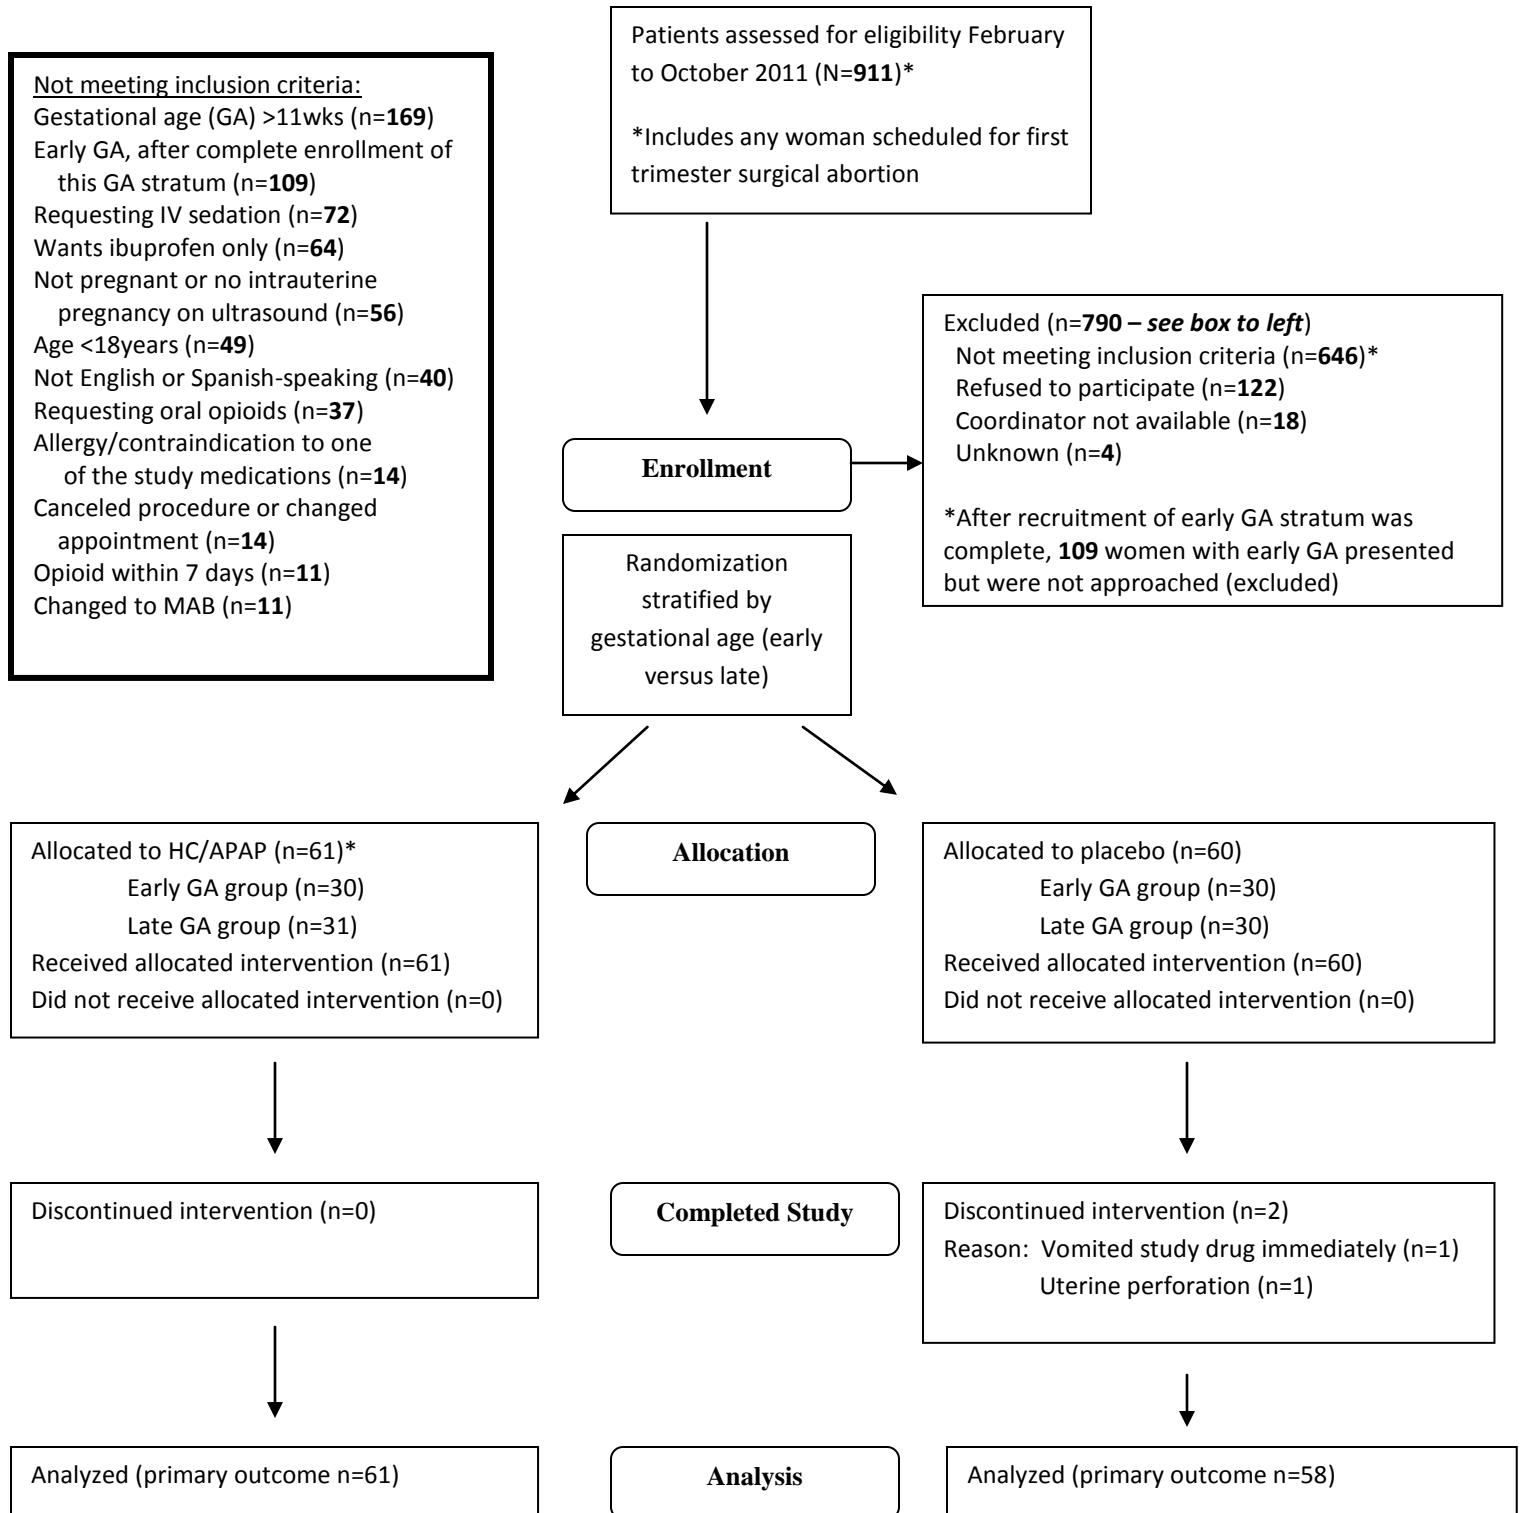 Patients assessed for eligibility February
to October 2011 (N=911)*
*Includes any woman scheduled for first
trimester surgical abortion
Not meeting inclusion criteria:
Gestational age (GA) >11wks (n=169)
Early GA, after complete enrollment of
this GA stratum (n=109)
Requesting IV sedation (n=72)
Wants ibuprofen only (n=64)
Not pregnant or no intrauterine
pregnancy on ultrasound (n=56)
Age <18years (n=49)
Not English or Spanish-speaking (n=40)
Requesting oral opioids (n=37)
Allergy/contraindication to one
of the study medications (n=14)
Canceled procedure or changed
appointment (n=14)
Opioid within 7 days (n=11)
Changed to MAB (n=11)
Excluded (n=790 – see box to left)
Not meeting inclusion criteria (n=646)*
Refused to participate (n=122)
Coordinator not available (n=18)
Unknown (n=4)
*After recruitment of early GA stratum was
complete, 109 women with early GA presented
but were not approached (excluded)
Enrollment
Randomization
stratified by
gestational age (early
versus late)
Allocated to HC/APAP (n=61)*
Early GA group (n=30)
Late GA group (n=31)
Received allocated intervention (n=61)
Did not receive allocated intervention (n=0)
Allocation
Allocated to placebo (n=60)
Early GA group (n=30)
Late GA group (n=30)
Received allocated intervention (n=60)
Did not receive allocated intervention (n=0)
Discontinued intervention (n=0)
Completed Study
Discontinued intervention (n=2)
Reason: Vomited study drug immediately (n=1)
Uterine perforation (n=1)
Analyzed (primary outcome n=61)
Analysis
Analyzed (primary outcome n=58)